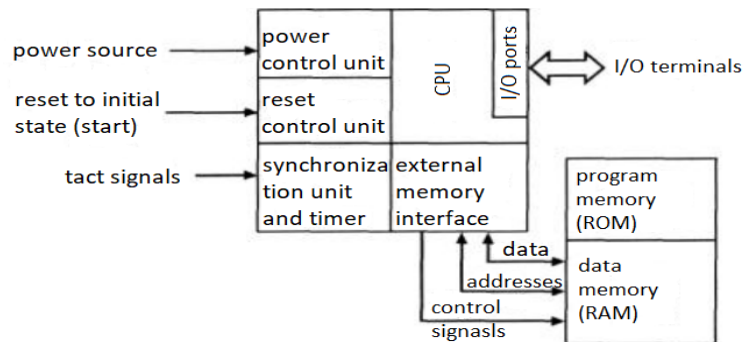 power source
power
control unit
reset to initial
state (start)
reset
control unit
tact signals
synchroniza
tion unit
and timer
CPU
I/O ports
I/O terminals
external
memory
interface
program
memory
(ROM)
data
memory
(RAM)
data
addresses
control
signasls